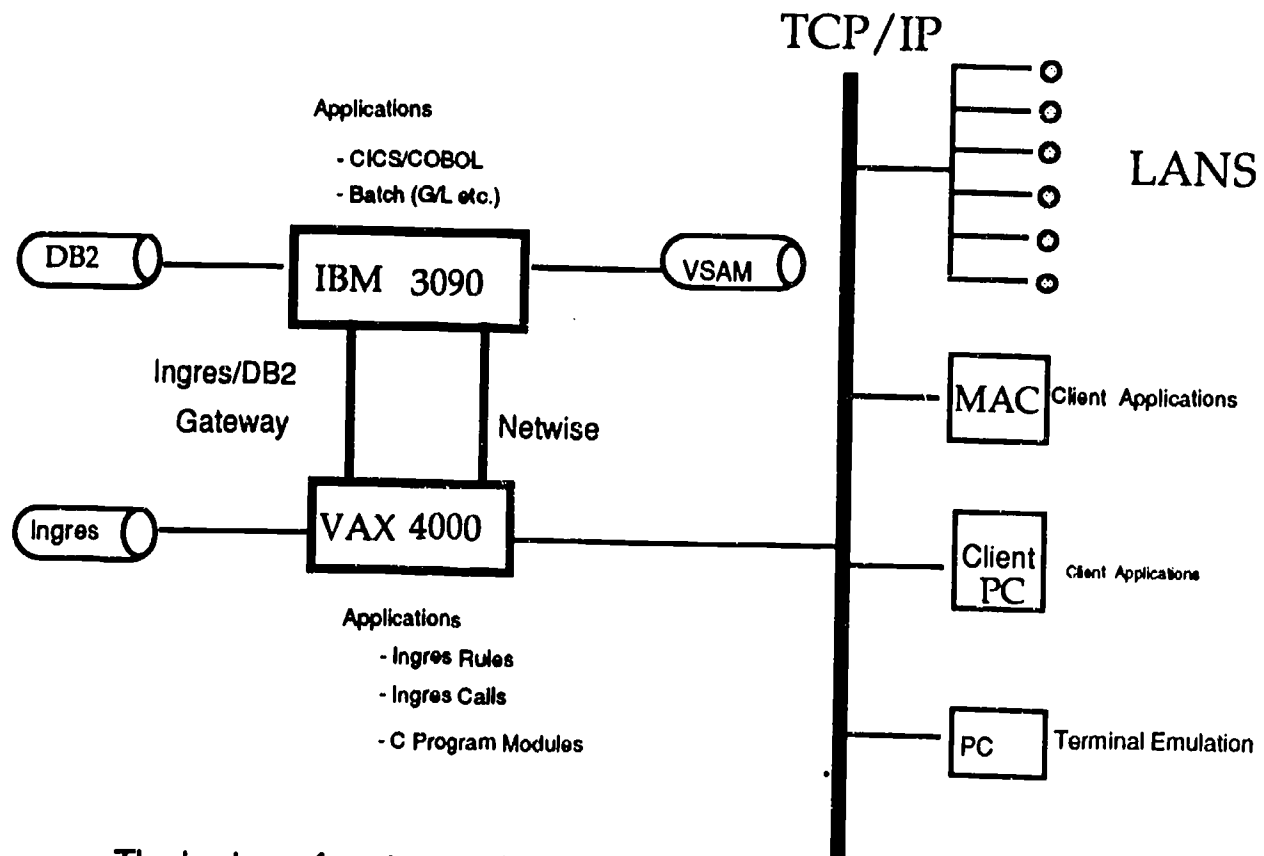 TCP/IP
Applications
- CICS/COBOL
- Batch (G/L etc.)
LANS
DB2
IBM 3090
VSAM
Ingres/DB2
Gateway
Netwise
MAC
Client Applications
Ingres
VAX 4000
Client
PC
Client Applications
Applications
- Ingres Rules
- Ingres Calls
- C Program Modules
PC
Terminal Emulation